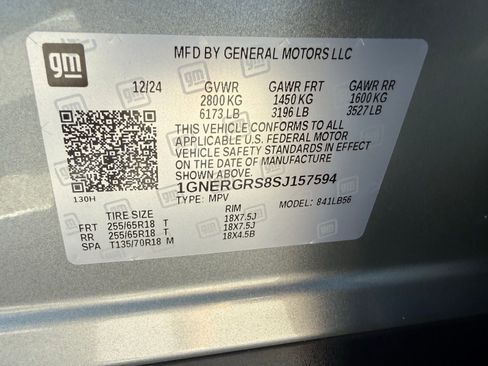 gm
MFD BY GENERAL MOTORS LLC
12/24 GVWR GAWR FRT GAWR RR
2800 KG 1450 KG 1600 KG
6173 LB 3196 LB 3527 LB
THIS VEHICLE CONFORMS TO ALL
APPLICABLE U.S. FEDERAL MOTOR
VEHICLE SAFETY STANDARDS IN EFFECT
ON THE DATE OF MANUFACTURE
SHOWN ABOVE.
1GNERGRS8SJ157594
TYPE: MPV MODEL: 841LB56
130H
TIRE SIZE RIM
FRT 255/65R18 T 18X7.5J
RR 255/65R18 T 18X7.5J
SPA T135/70R18 M 18X4.5B